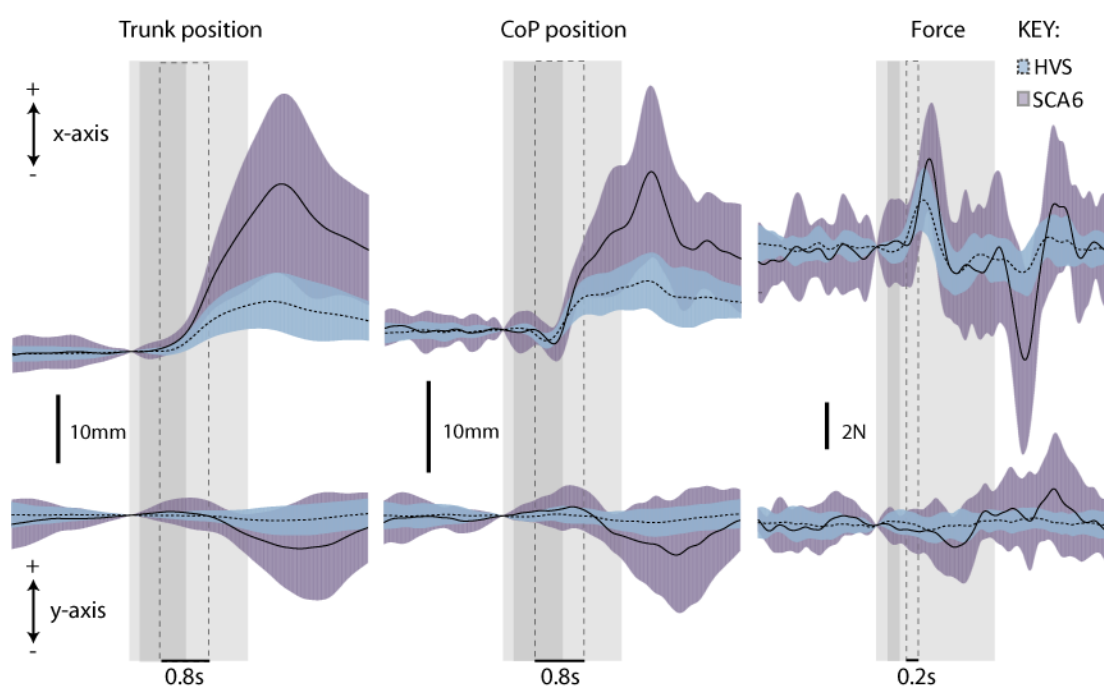 Trunk position
CoP position
Force
KEY:
HVS
SCA6
+
x-axis
-
10mm
10mm
2N
+
y-axis
-
0.8s
0.8s
0.2s